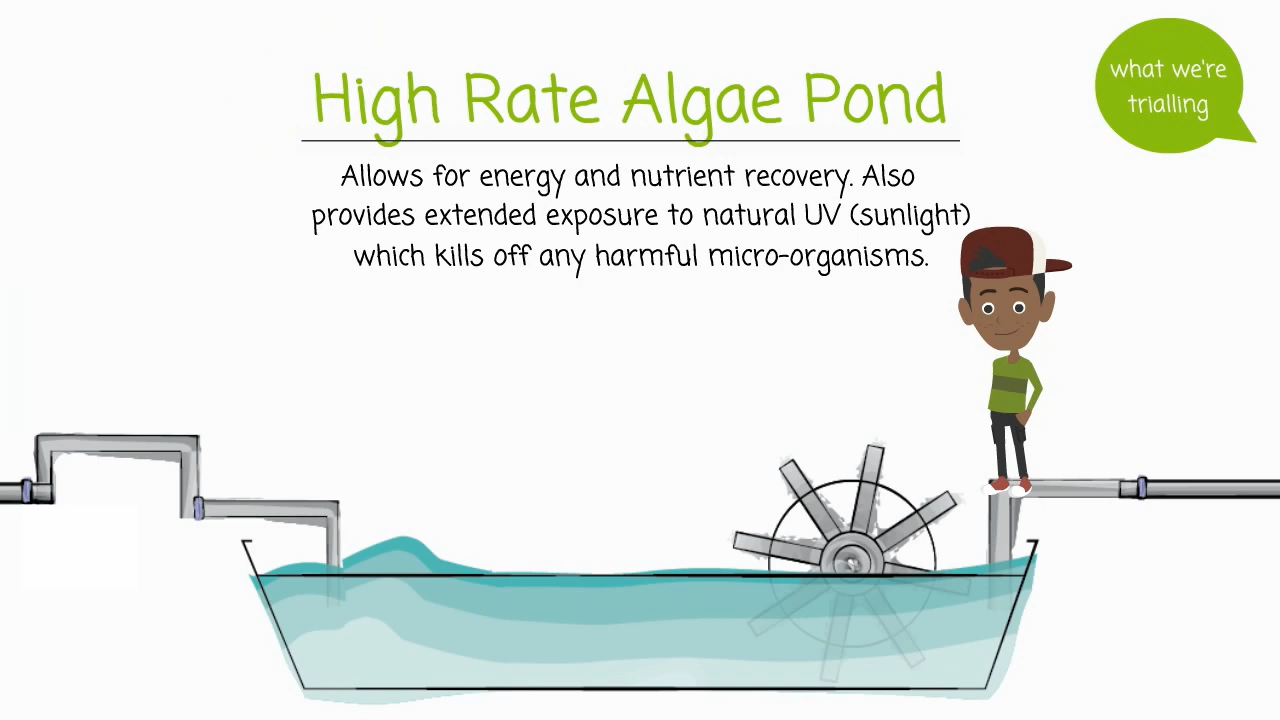 High Rate Algae Pond
what we're
trialling
Allows for energy and nutrient recovery. Also
provides extended exposure to natural UV (sunlight)
which kills off any harmful micro-organisms.